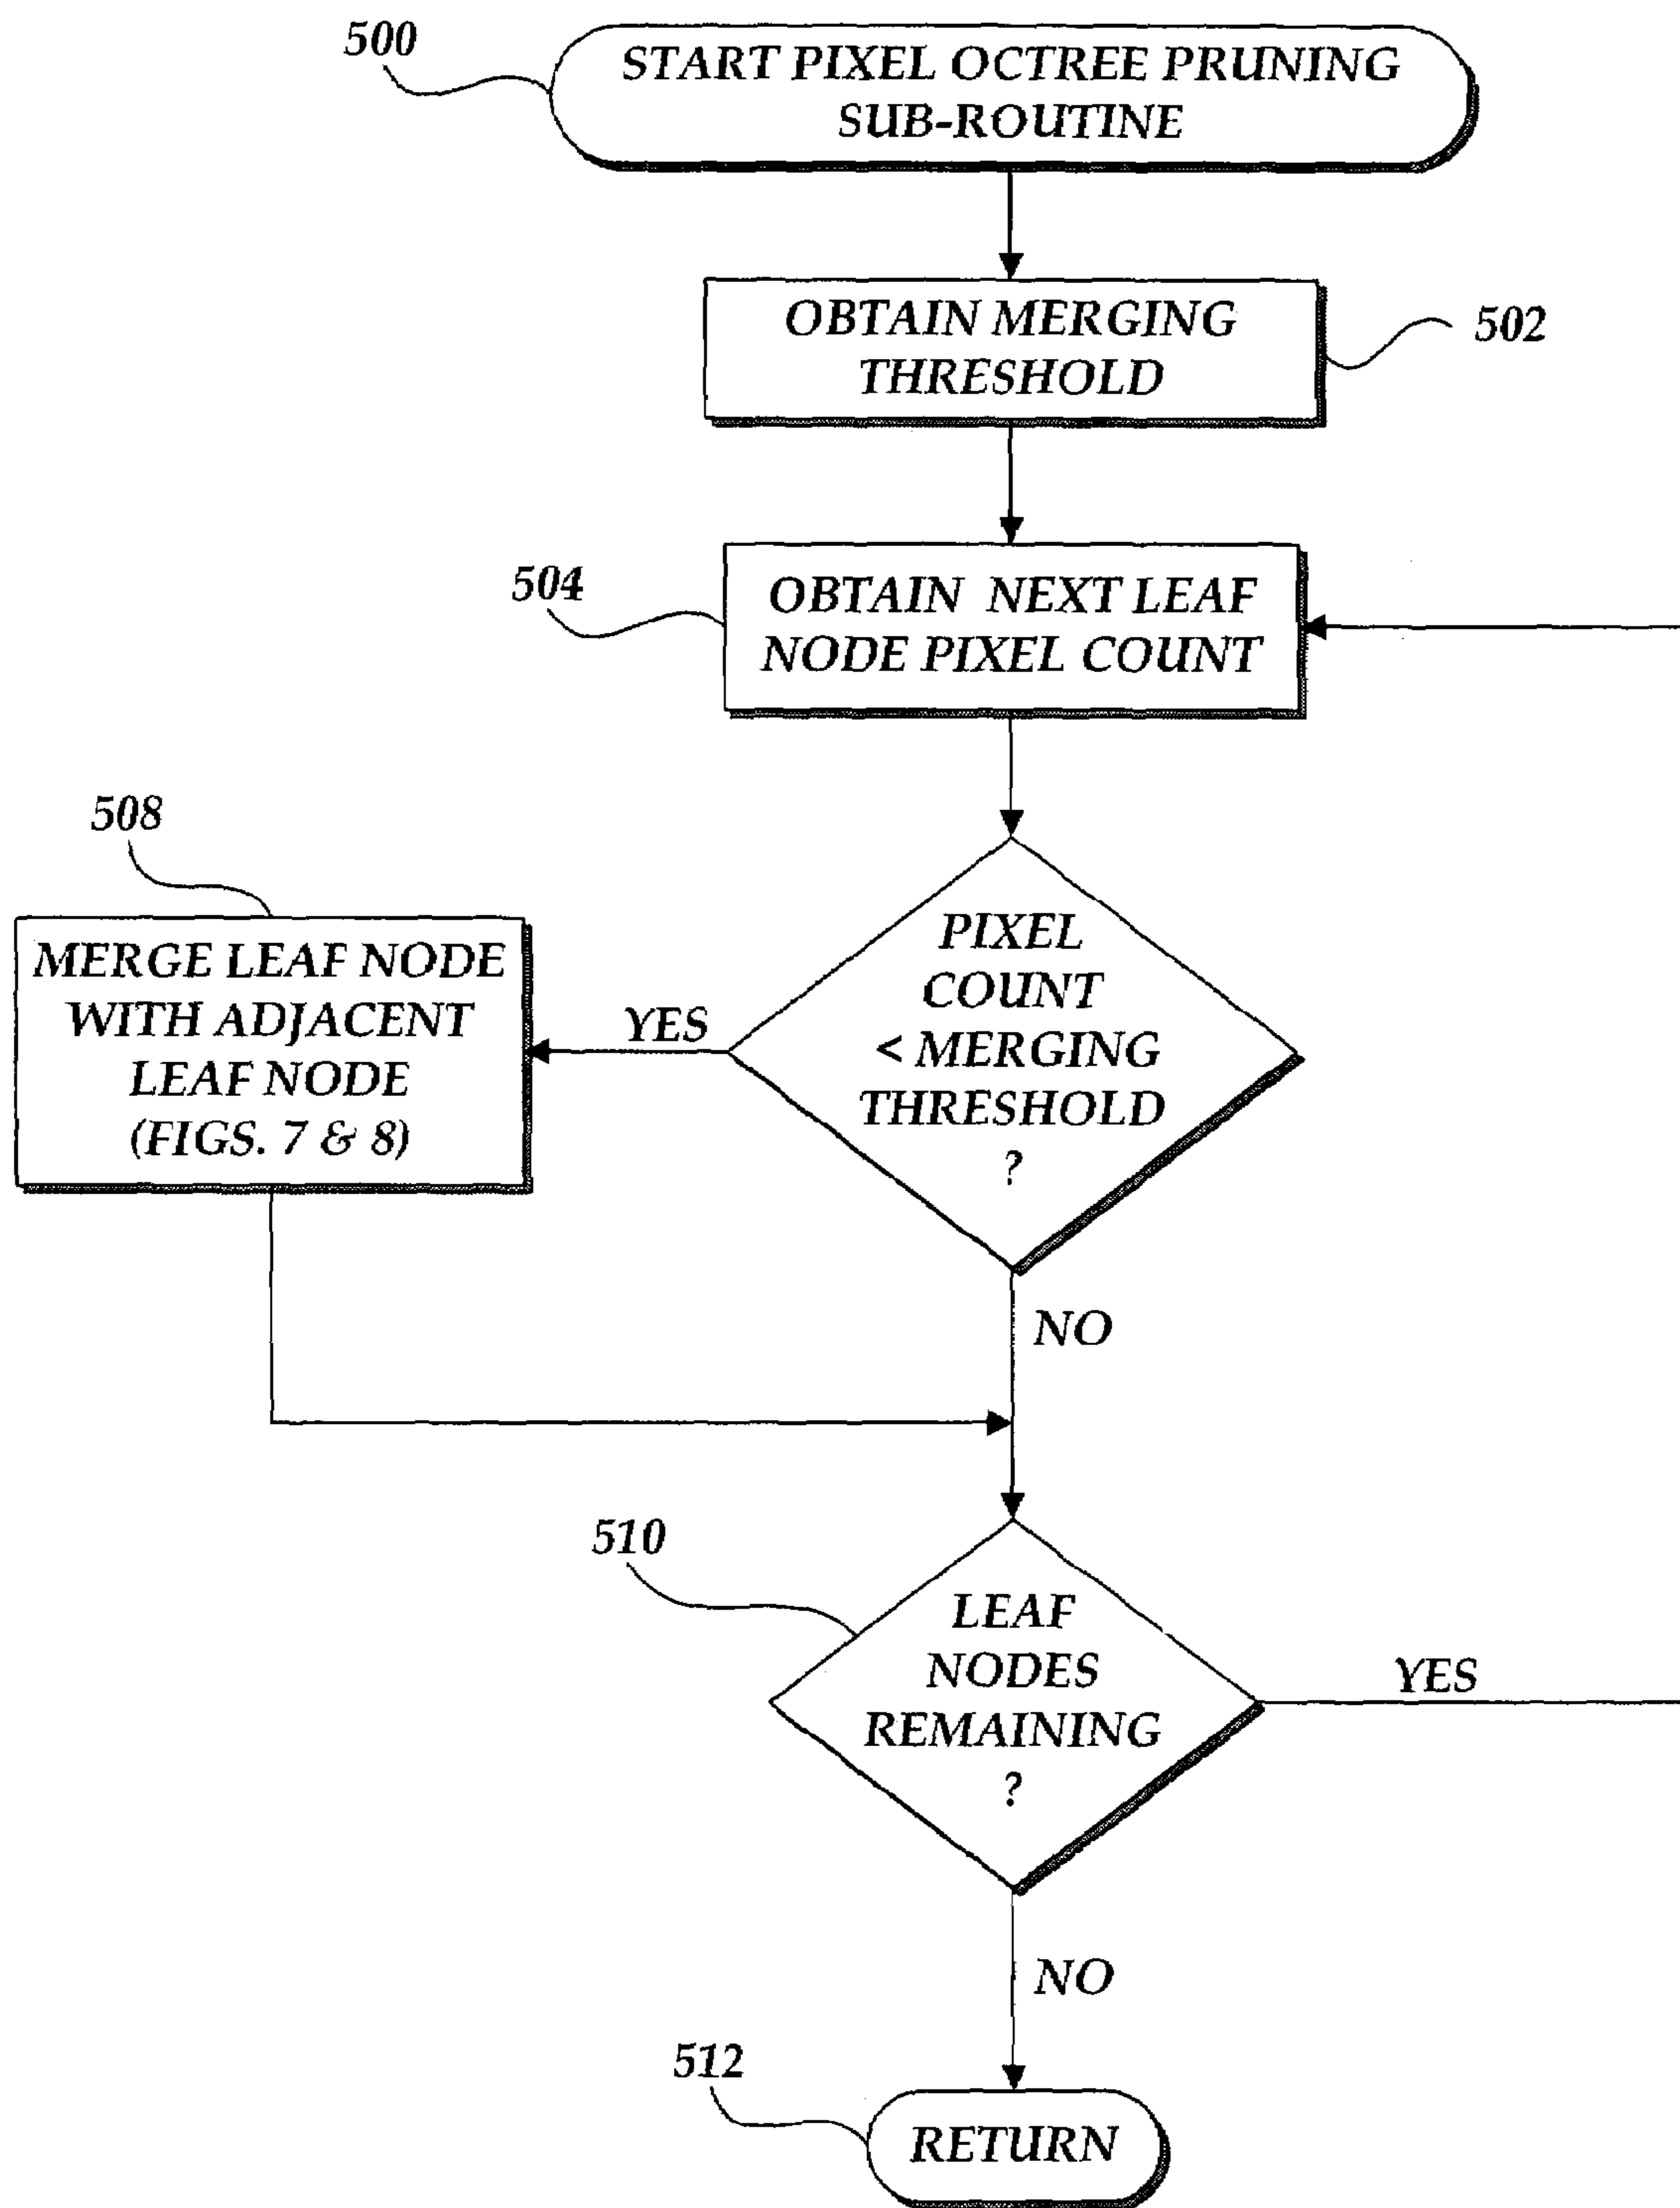 500
START PIXEL OCTREE PRUNING
SUB-ROUTINE
OBTAIN MERGING
THRESHOLD
502
504
OBTAIN NEXT LEAF
NODE PIXEL COUNT
508
MERGE LEAF NODE
WITH ADJACENT
LEAF NODE
(FIGS. 7 & 8)
YES
PIXEL
COUNT
< MERGING
THRESHOLD
?
NO
510
LEAF
NODES
REMAINING
?
YES
NO
512
RETURN